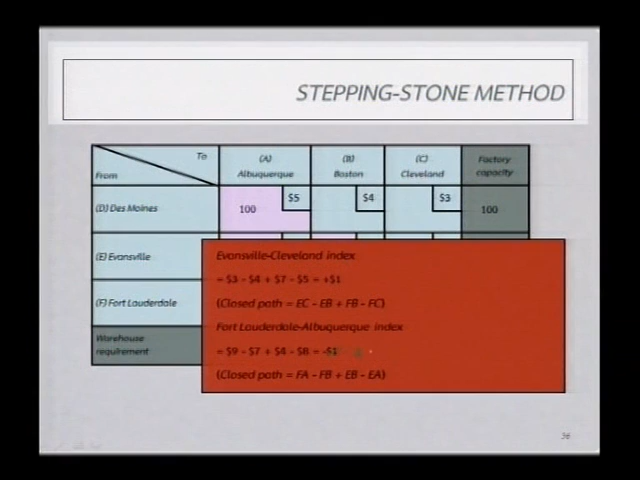 STEPPING-STONE METHOD
To
From
(A) Albuquerque
(B) Boston
(C) Cleveland
Factory capacity
(D) Des Moines
100
$5
$4
$3
100
(E) Evansville
(F) Fort Lauderdale
Warehouse requirement
Evansville-Cleveland index
= $3 - $4 + $7 - $5 = +$1
(Closed path = EC - EB + FB - FC)
Fort Lauderdale-Albuquerque index
= $9 - $7 + $4 - $8 = -$
(Closed path = FA - FB + EB - EA)
36